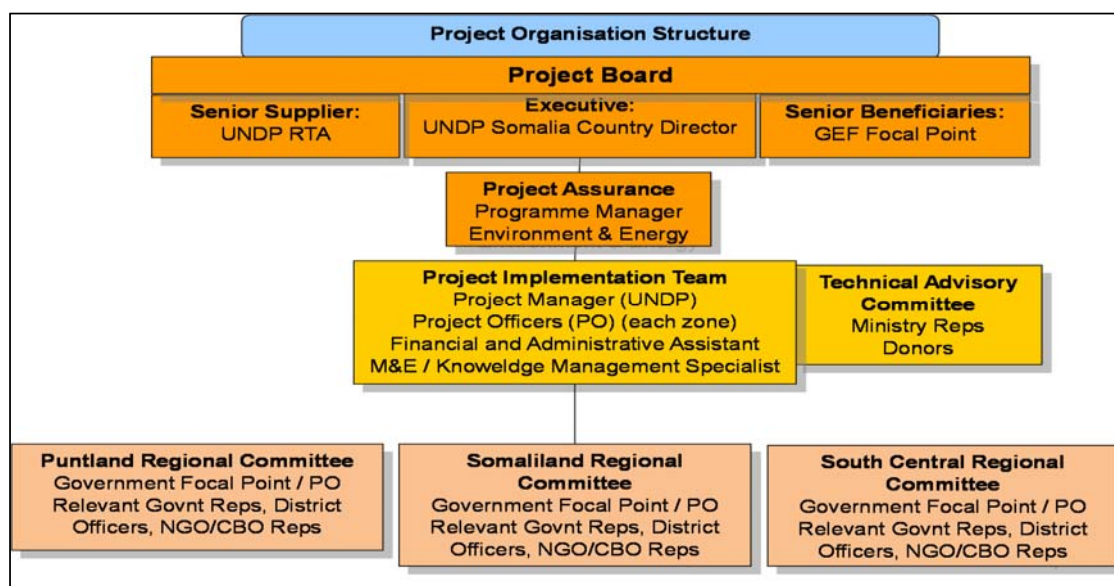 Project Organisation Structure
Project Board
Senior Supplier:
UNDP RTA
Executive:
UNDP Somalia Country Director
Senior Beneficiaries:
GEF Focal Point
Project Assurance
Programme Manager
Environment & Energy
Project Implementation Team
Project Manager (UNDP)
Project Officers (PO) (each zone)
Financial and Administrative Assistant
M&E / Knoweldge Management Specialist
Technical Advisory
Committee
Ministry Reps
Donors
Puntland Regional Committee
Government Focal Point / PO
Relevant Govnt Reps, District
Officers, NGO/CBO Reps
Somaliland Regional
Committee
Government Focal Point / PO
Relevant Govnt Reps, District
Officers, NGO/CBO Reps
South Central Regional
Committee
Government Focal Point / PO
Relevant Govnt Reps, District
Officers, NGO/CBO Reps